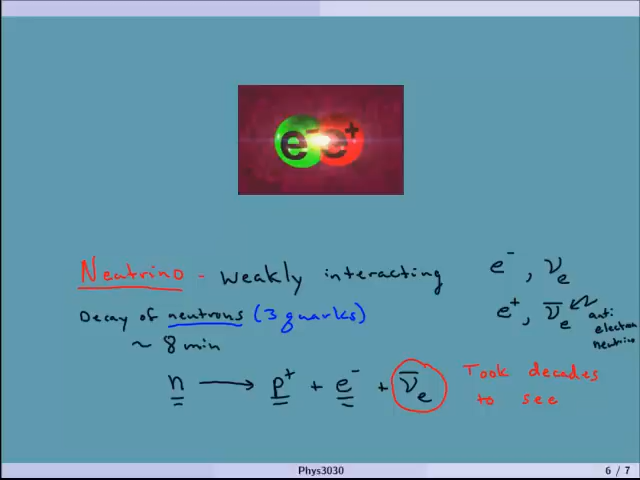 e⁻ e⁺
Neutrino - weakly interacting
e⁻, νₑ
Decay of neutrons (3 quarks)
e⁺, ν̄ₑ
anti
electron
neutrino
~ 8 min
n → p⁺ + e⁻ + ν̄ₑ
Took decades
to see
Phys3030
6 / 7